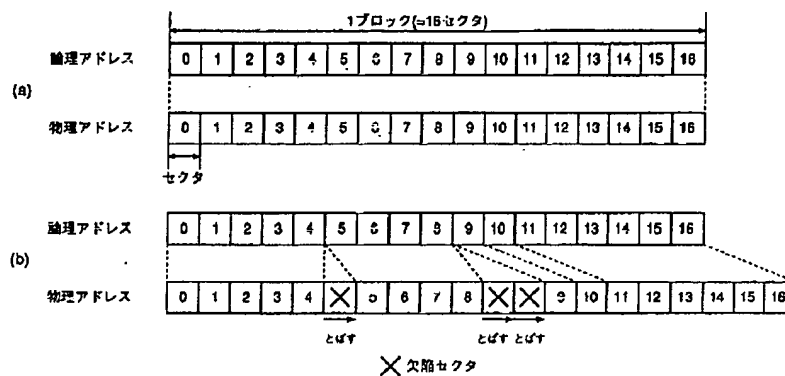 1ブロック(=16セクタ)
論理アドレス 0 1 2 3 4 5 6 7 8 9 10 11 12 13 14 15 16
(a)
物理アドレス 0 1 2 3 4 5 6 7 8 9 10 11 12 13 14 15 16
セクタ
論理アドレス 0 1 2 3 4 5 6 7 8 9 10 11 12 13 14 15 16
(b)
物理アドレス 0 1 2 3 4 5 6 7 8 9 10 11 12 13 14 15 16
とばす とばす とばす
欠陥セクタ